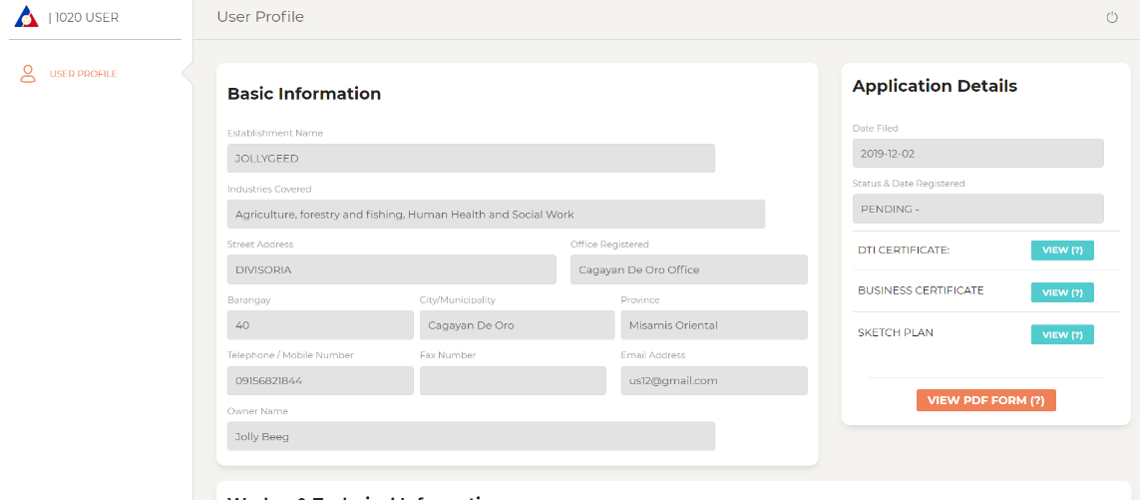 | 1020 USER
User Profile
USER PROFILE
Basic Information
Establishment Name
JOLLYGEED
Industries Covered
Agriculture, forestry and fishing, Human Health and Social Work
Street Address Office Registered
DIVISORIA Cagayan De Oro Office
Barangay City/Municipality Province
40 Cagayan De Oro Misamis Oriental
Telephone / Mobile Number Fax Number Email Address
09156821844 us12@gmail.com
Owner Name
Jolly Beeg
Application Details
Date Filed
2019-12-02
Status & Date Registered
PENDING -
DTI CERTIFICATE: VIEW (?)
BUSINESS CERTIFICATE VIEW (?)
SKETCH PLAN VIEW (?)
VIEW PDF FORM (?)